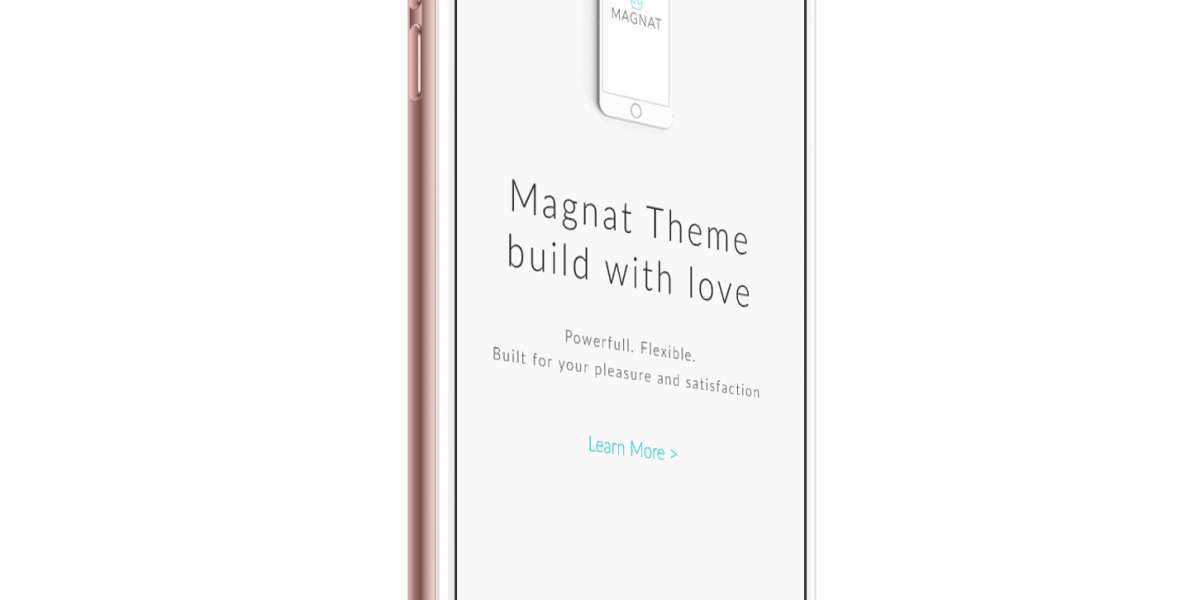 MAGNAT
Magnat Theme
build with love
Powerfull. Flexible.
Built for your pleasure and satisfaction
Learn More >